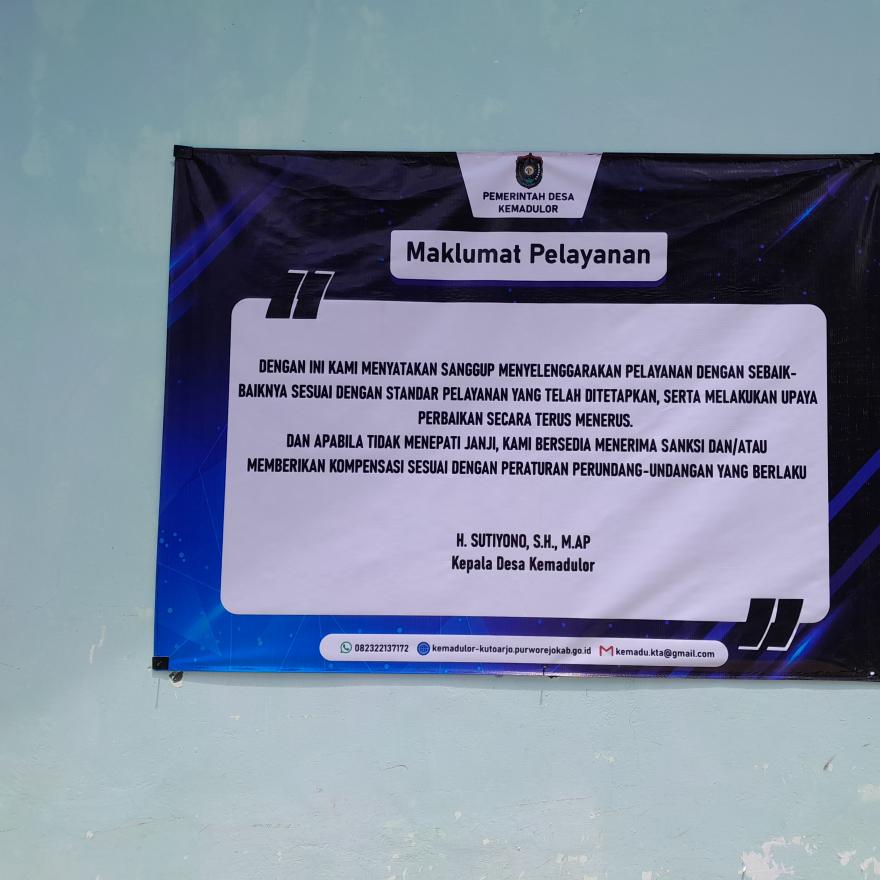 PEMERINTAH DESA
KEMADULOR
Maklumat Pelayanan
DENGAN INI KAMI MENYATAKAN SANGGUP MENYELENGGARAKAN PELAYANAN DENGAN SEBAIK-
BAIKNYA SESUAI DENGAN STANDAR PELAYANAN YANG TELAH DITETAPKAN, SERTA MELAKUKAN UPAYA
PERBAIKAN SECARA TERUS MENERUS.
DAN APABILA TIDAK MENEPATI JANJI, KAMI BERSEDIA MENERIMA SANKSI DAN/ATAU
MEMBERIKAN KOMPENSASI SESUAI DENGAN PERATURAN PERUNDANG-UNDANGAN YANG BERLAKU
H. SUTIYONO, S.H., M.AP
Kepala Desa Kemadulor
082322137172 kemadulor-kutoarjo.purworejokab.go.id kemadu.kta@gmail.com